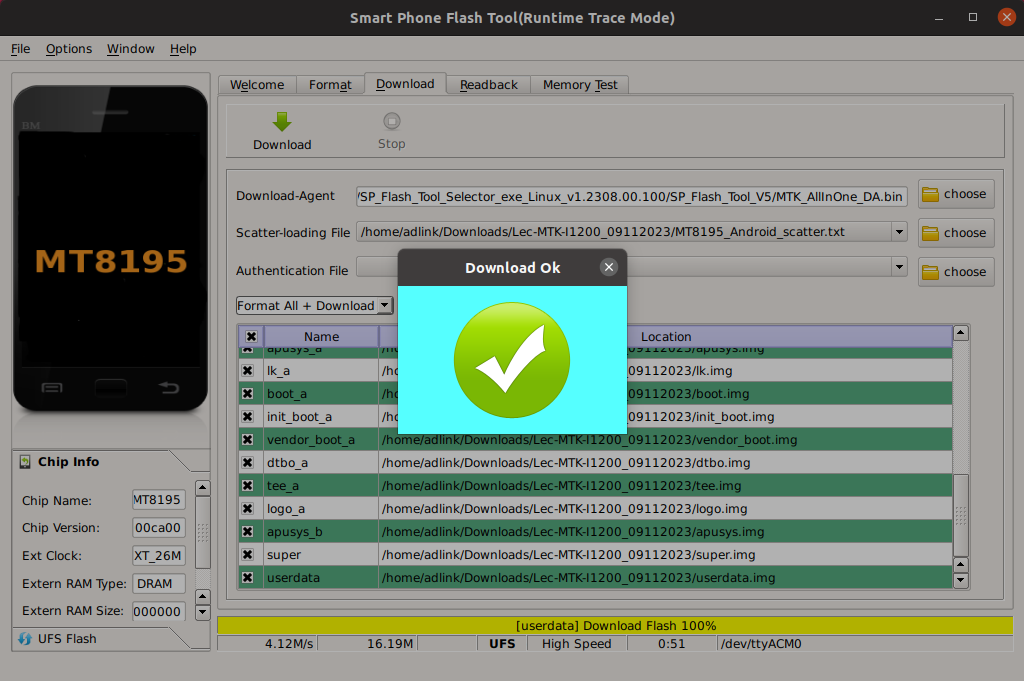 Smart Phone Flash Tool(Runtime Trace Mode)
File Options Window Help
BM
MT8195
Welcome Format Download Readback Memory Test
Download Stop
Download-Agent /SP_Flash_Tool_Selector_exe_Linux_v1.2308.00.100/SP_Flash_Tool_V5/MTK_AllInOne_DA.bin choose
Scatter-loading File /home/adlink/Downloads/Lec-MTK-I1200_09112023/MT8195_Android_scatter.txt choose
Authentication File choose
Download Ok
Format All + Download
Name Location
apusys_a /ho 09112023/apusys.img
lk_a /ho 09112023/lk.img
boot_a /ho 09112023/boot.img
init_boot_a /ho 09112023/init_boot.img
vendor_boot_a /home/adlink/Downloads/Lec-MTK-I1200_09112023/vendor_boot.img
dtbo_a /home/adlink/Downloads/Lec-MTK-I1200_09112023/dtbo.img
tee_a /home/adlink/Downloads/Lec-MTK-I1200_09112023/tee.img
logo_a /home/adlink/Downloads/Lec-MTK-I1200_09112023/logo.img
apusys_b /home/adlink/Downloads/Lec-MTK-I1200_09112023/apusys.img
super /home/adlink/Downloads/Lec-MTK-I1200_09112023/super.img
userdata /home/adlink/Downloads/Lec-MTK-I1200_09112023/userdata.img
Chip Info
Chip Name: MT8195
Chip Version: 00ca00
Ext Clock: XT_26M
Extern RAM Type: DRAM
Extern RAM Size: 000000
UFS Flash
[userdata] Download Flash 100%
4.12M/s 16.19M UFS High Speed 0:51 /dev/ttyACM0